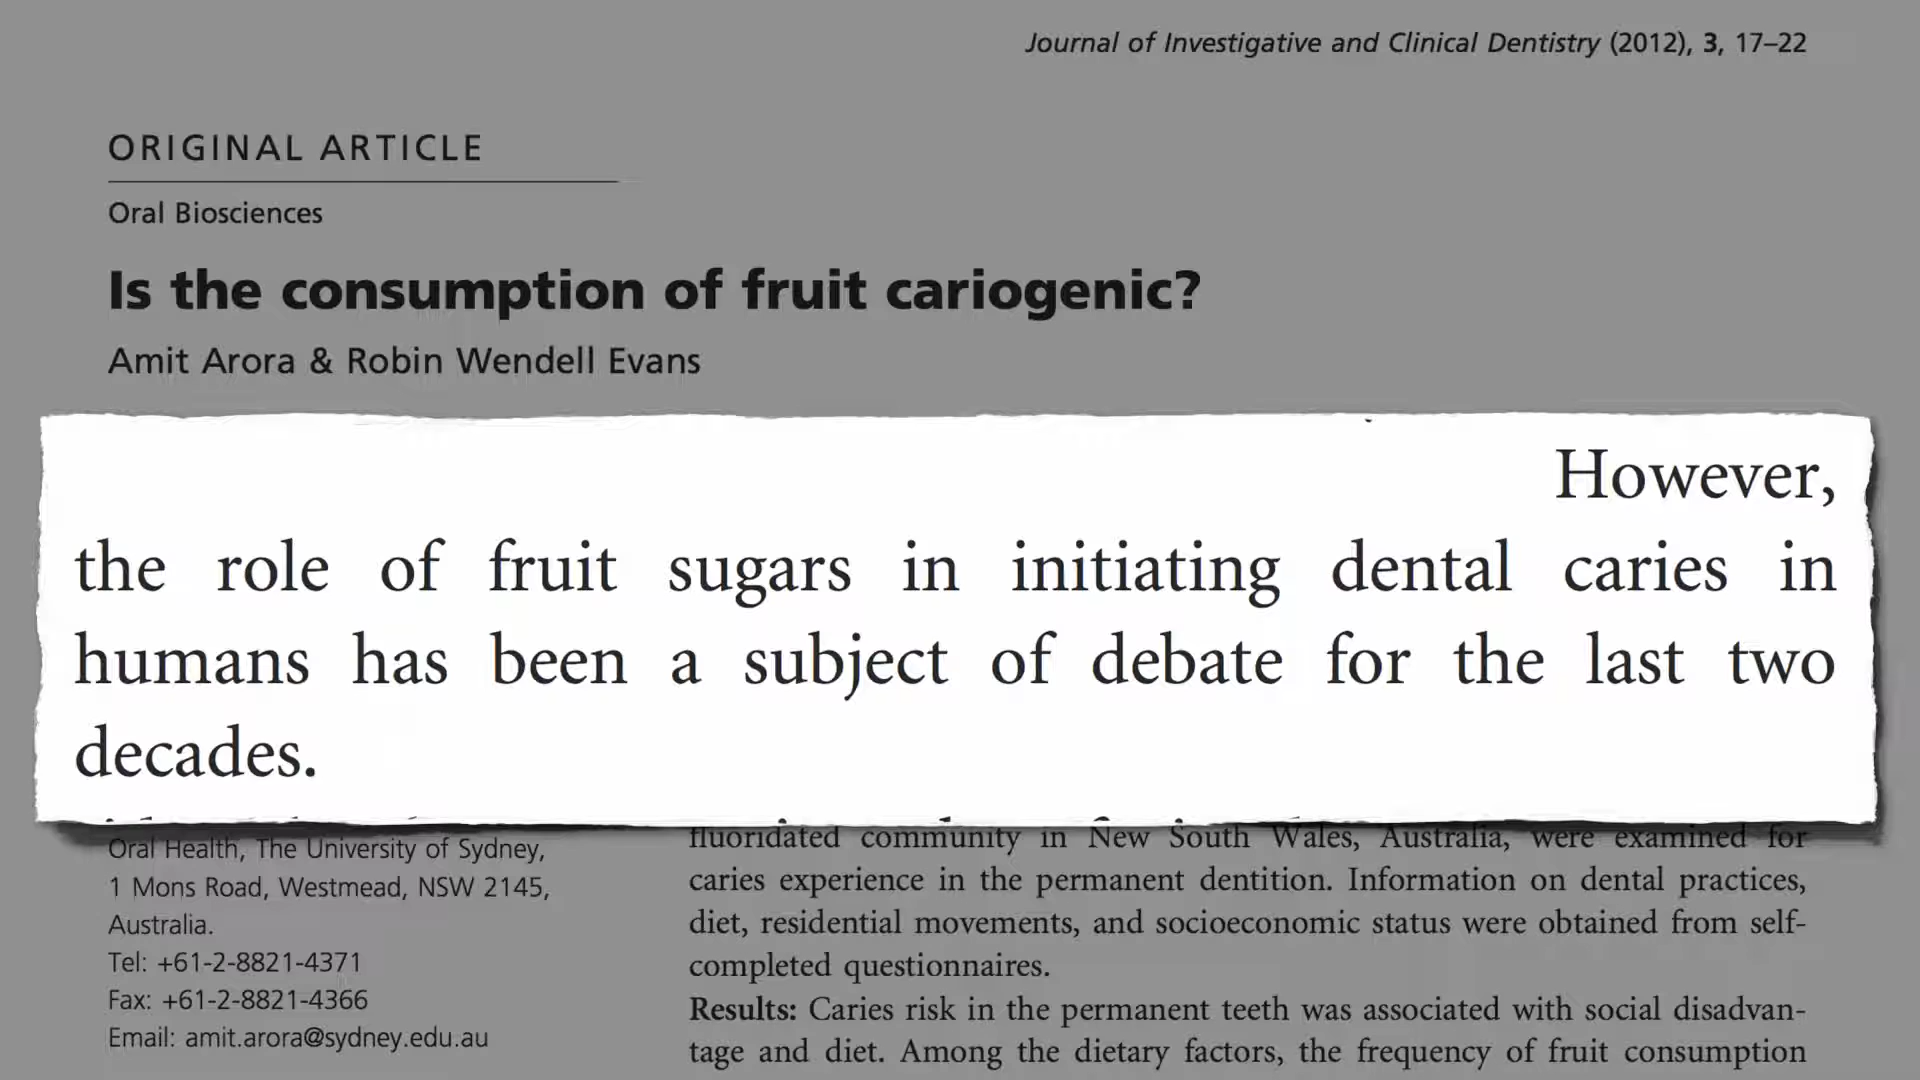 Journal of Investigative and Clinical Dentistry (2012), 3, 17–22
ORIGINAL ARTICLE
Oral Biosciences
Is the consumption of fruit cariogenic?
Amit Arora & Robin Wendell Evans
However,
the role of fruit sugars in initiating dental caries in
humans has been a subject of debate for the last two
decades.
Oral Health, The University of Sydney,
1 Mons Road, Westmead, NSW 2145,
Australia.
Tel: +61-2-8821-4371
Fax: +61-2-8821-4366
Email: amit.arora@sydney.edu.au
fluoridated community in New South Wales, Australia, were examined for
caries experience in the permanent dentition. Information on dental practices,
diet, residential movements, and socioeconomic status were obtained from self-
completed questionnaires.
Results: Caries risk in the permanent teeth was associated with social disadvan-
tage and diet. Among the dietary factors, the frequency of fruit consumption